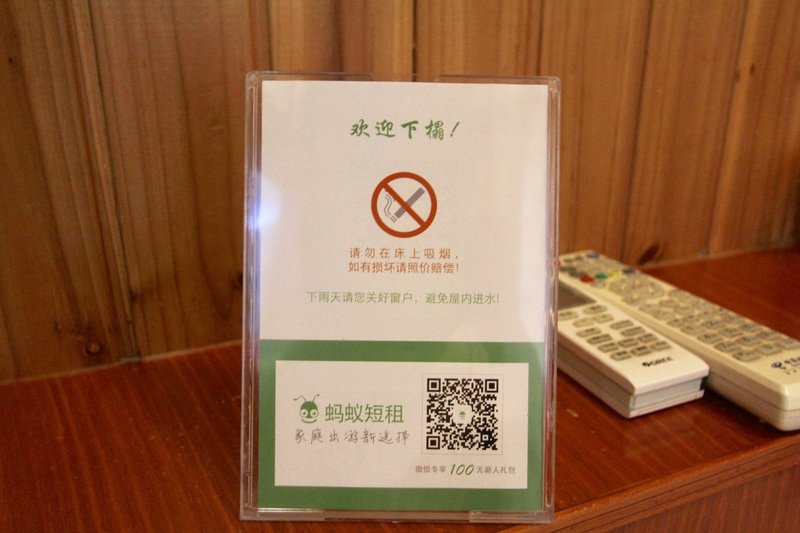 欢迎下榻!
请勿在床上吸烟,
如有损坏请照价赔偿!
下雨天请您关好窗户,避免屋内进水!
蚂蚁短租
家庭出游新选择
微信专享 100 元新人礼包
GREE